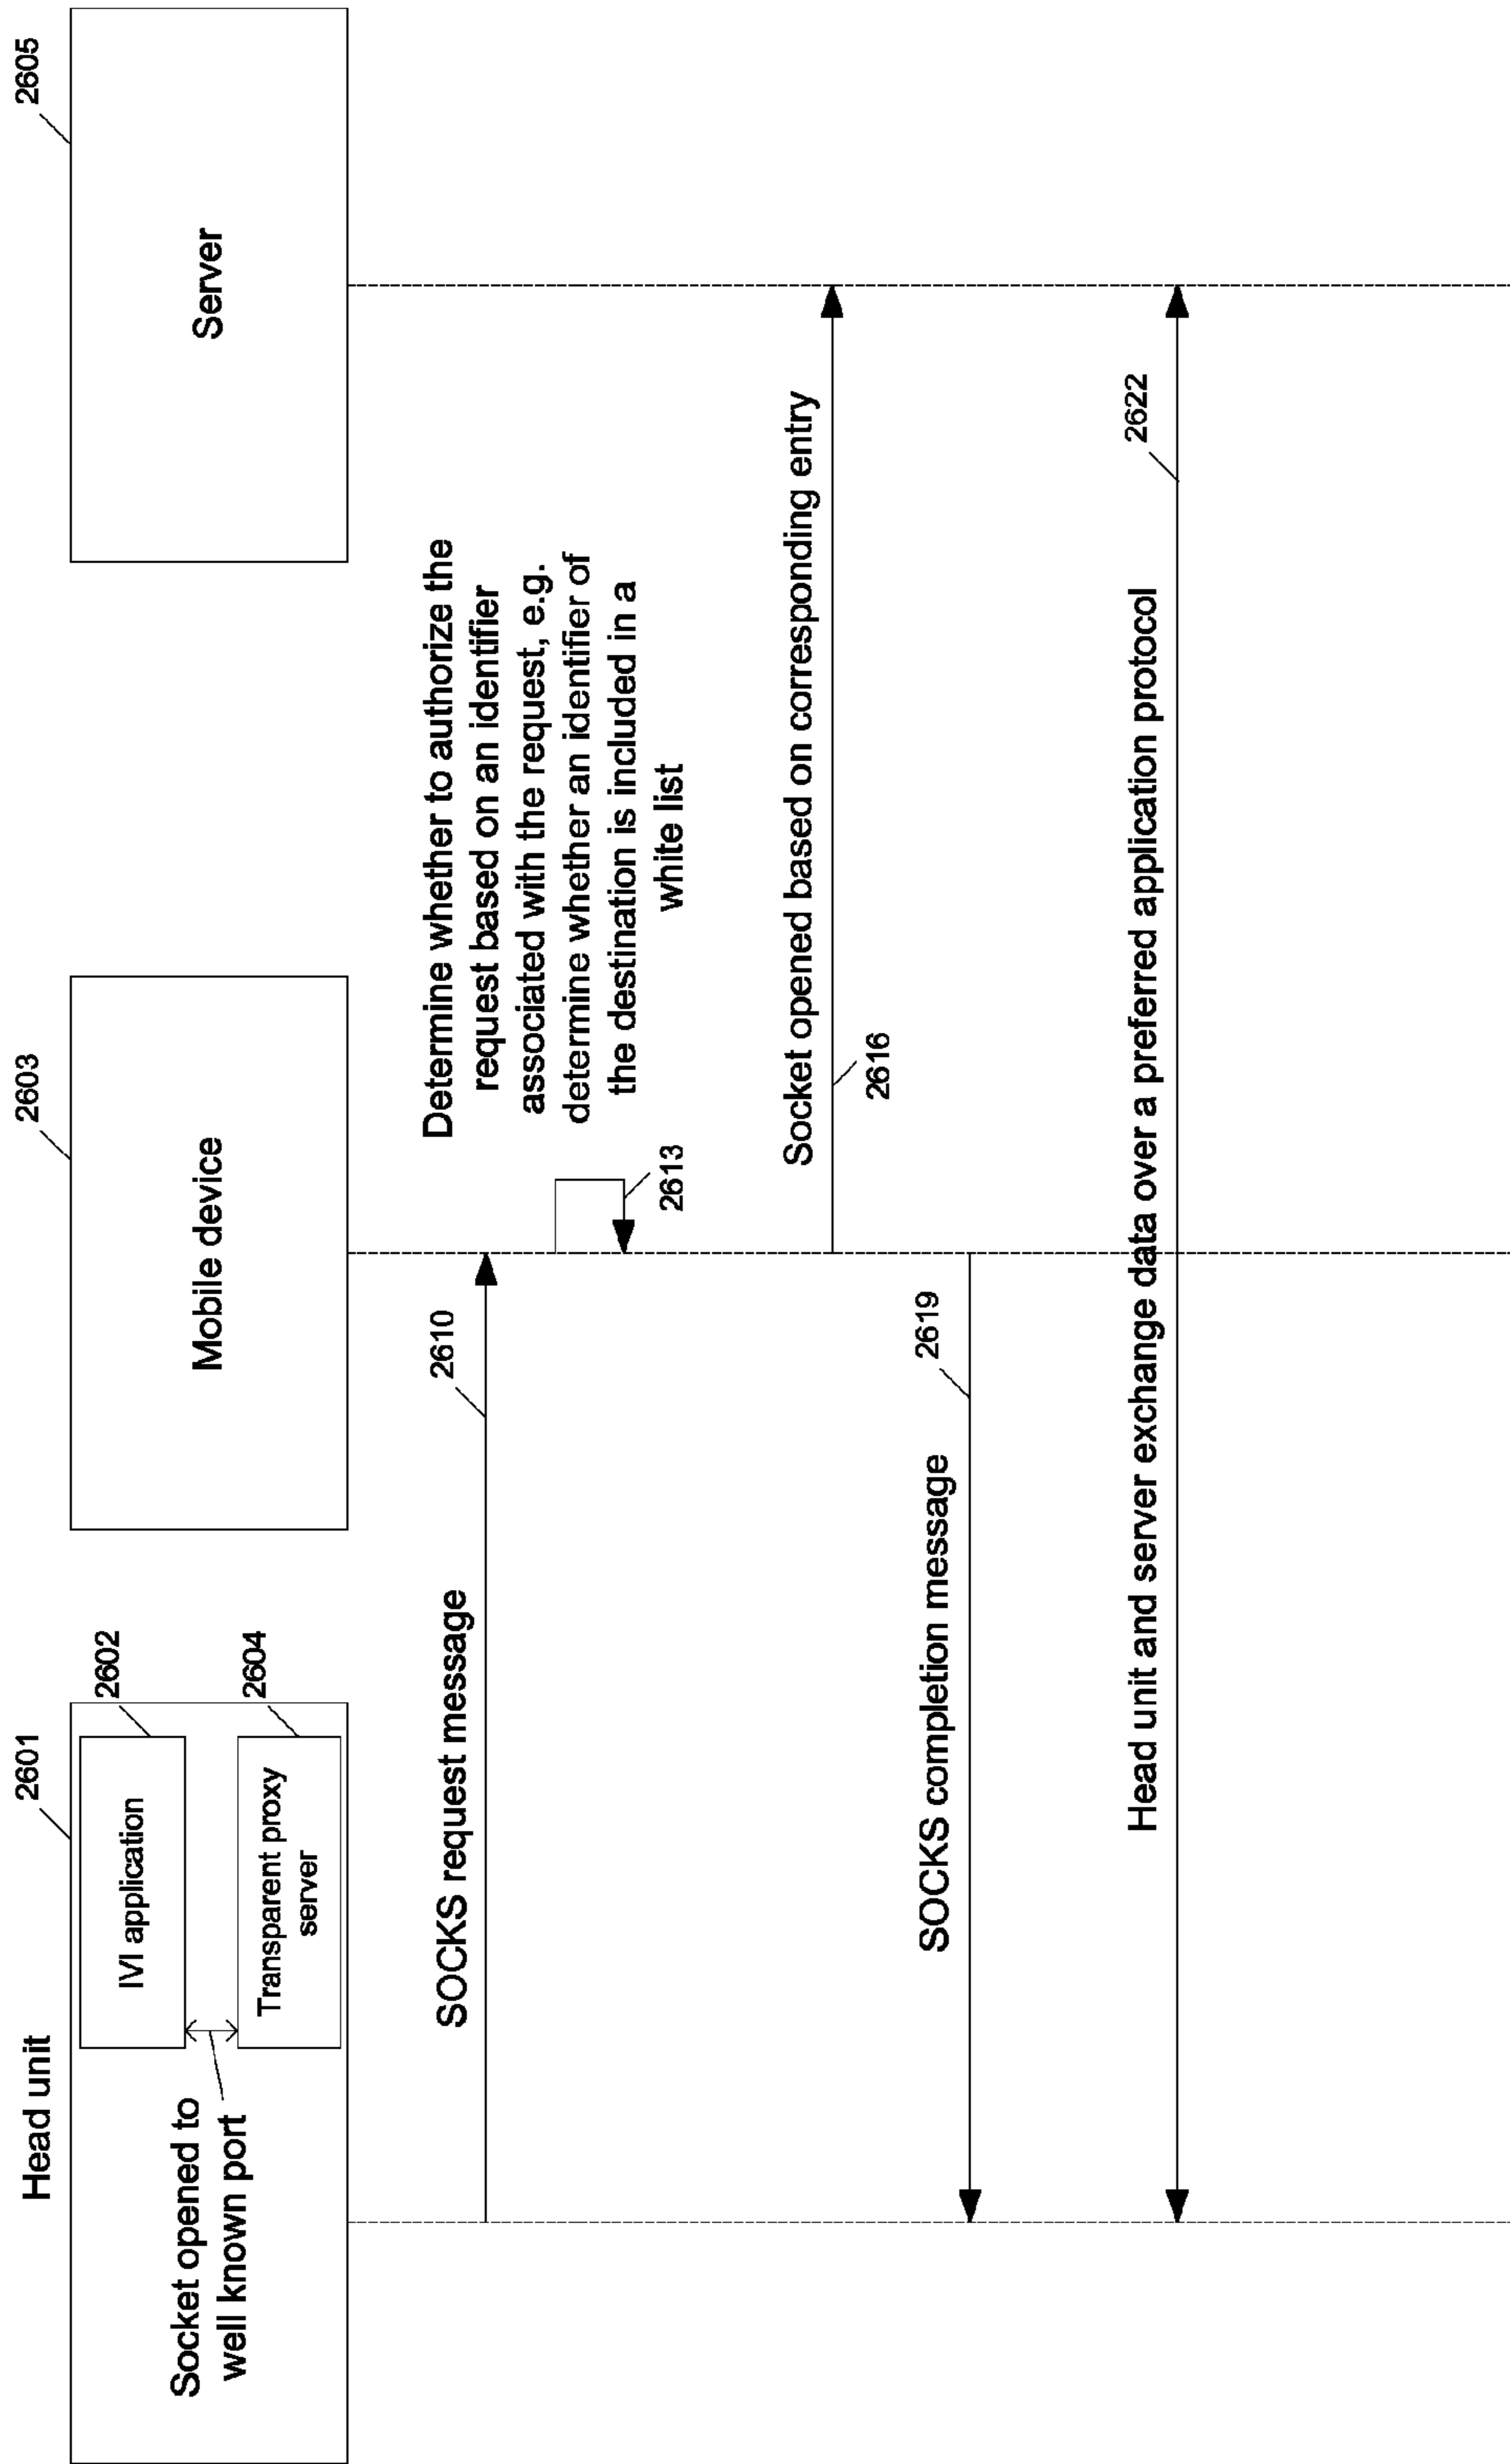 Head unit
2601
IVI application
2602
Socket opened to
well known port
Transparent proxy
server
2604
Mobile device
2603
Server
2605
SOCKS request message
2610
Determine whether to authorize the
request based on an identifier
associated with the request, e.g.
determine whether an identifier of
the destination is included in a
white list
2613
Socket opened based on corresponding entry
2616
SOCKS completion message
2619
Head unit and server exchange data over a preferred application protocol
2622